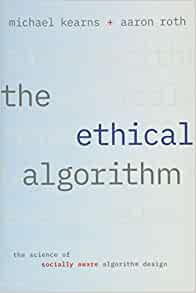 michael kearns + aaron roth
the
ethical
algorithm
the science of
socially aware algorithm design